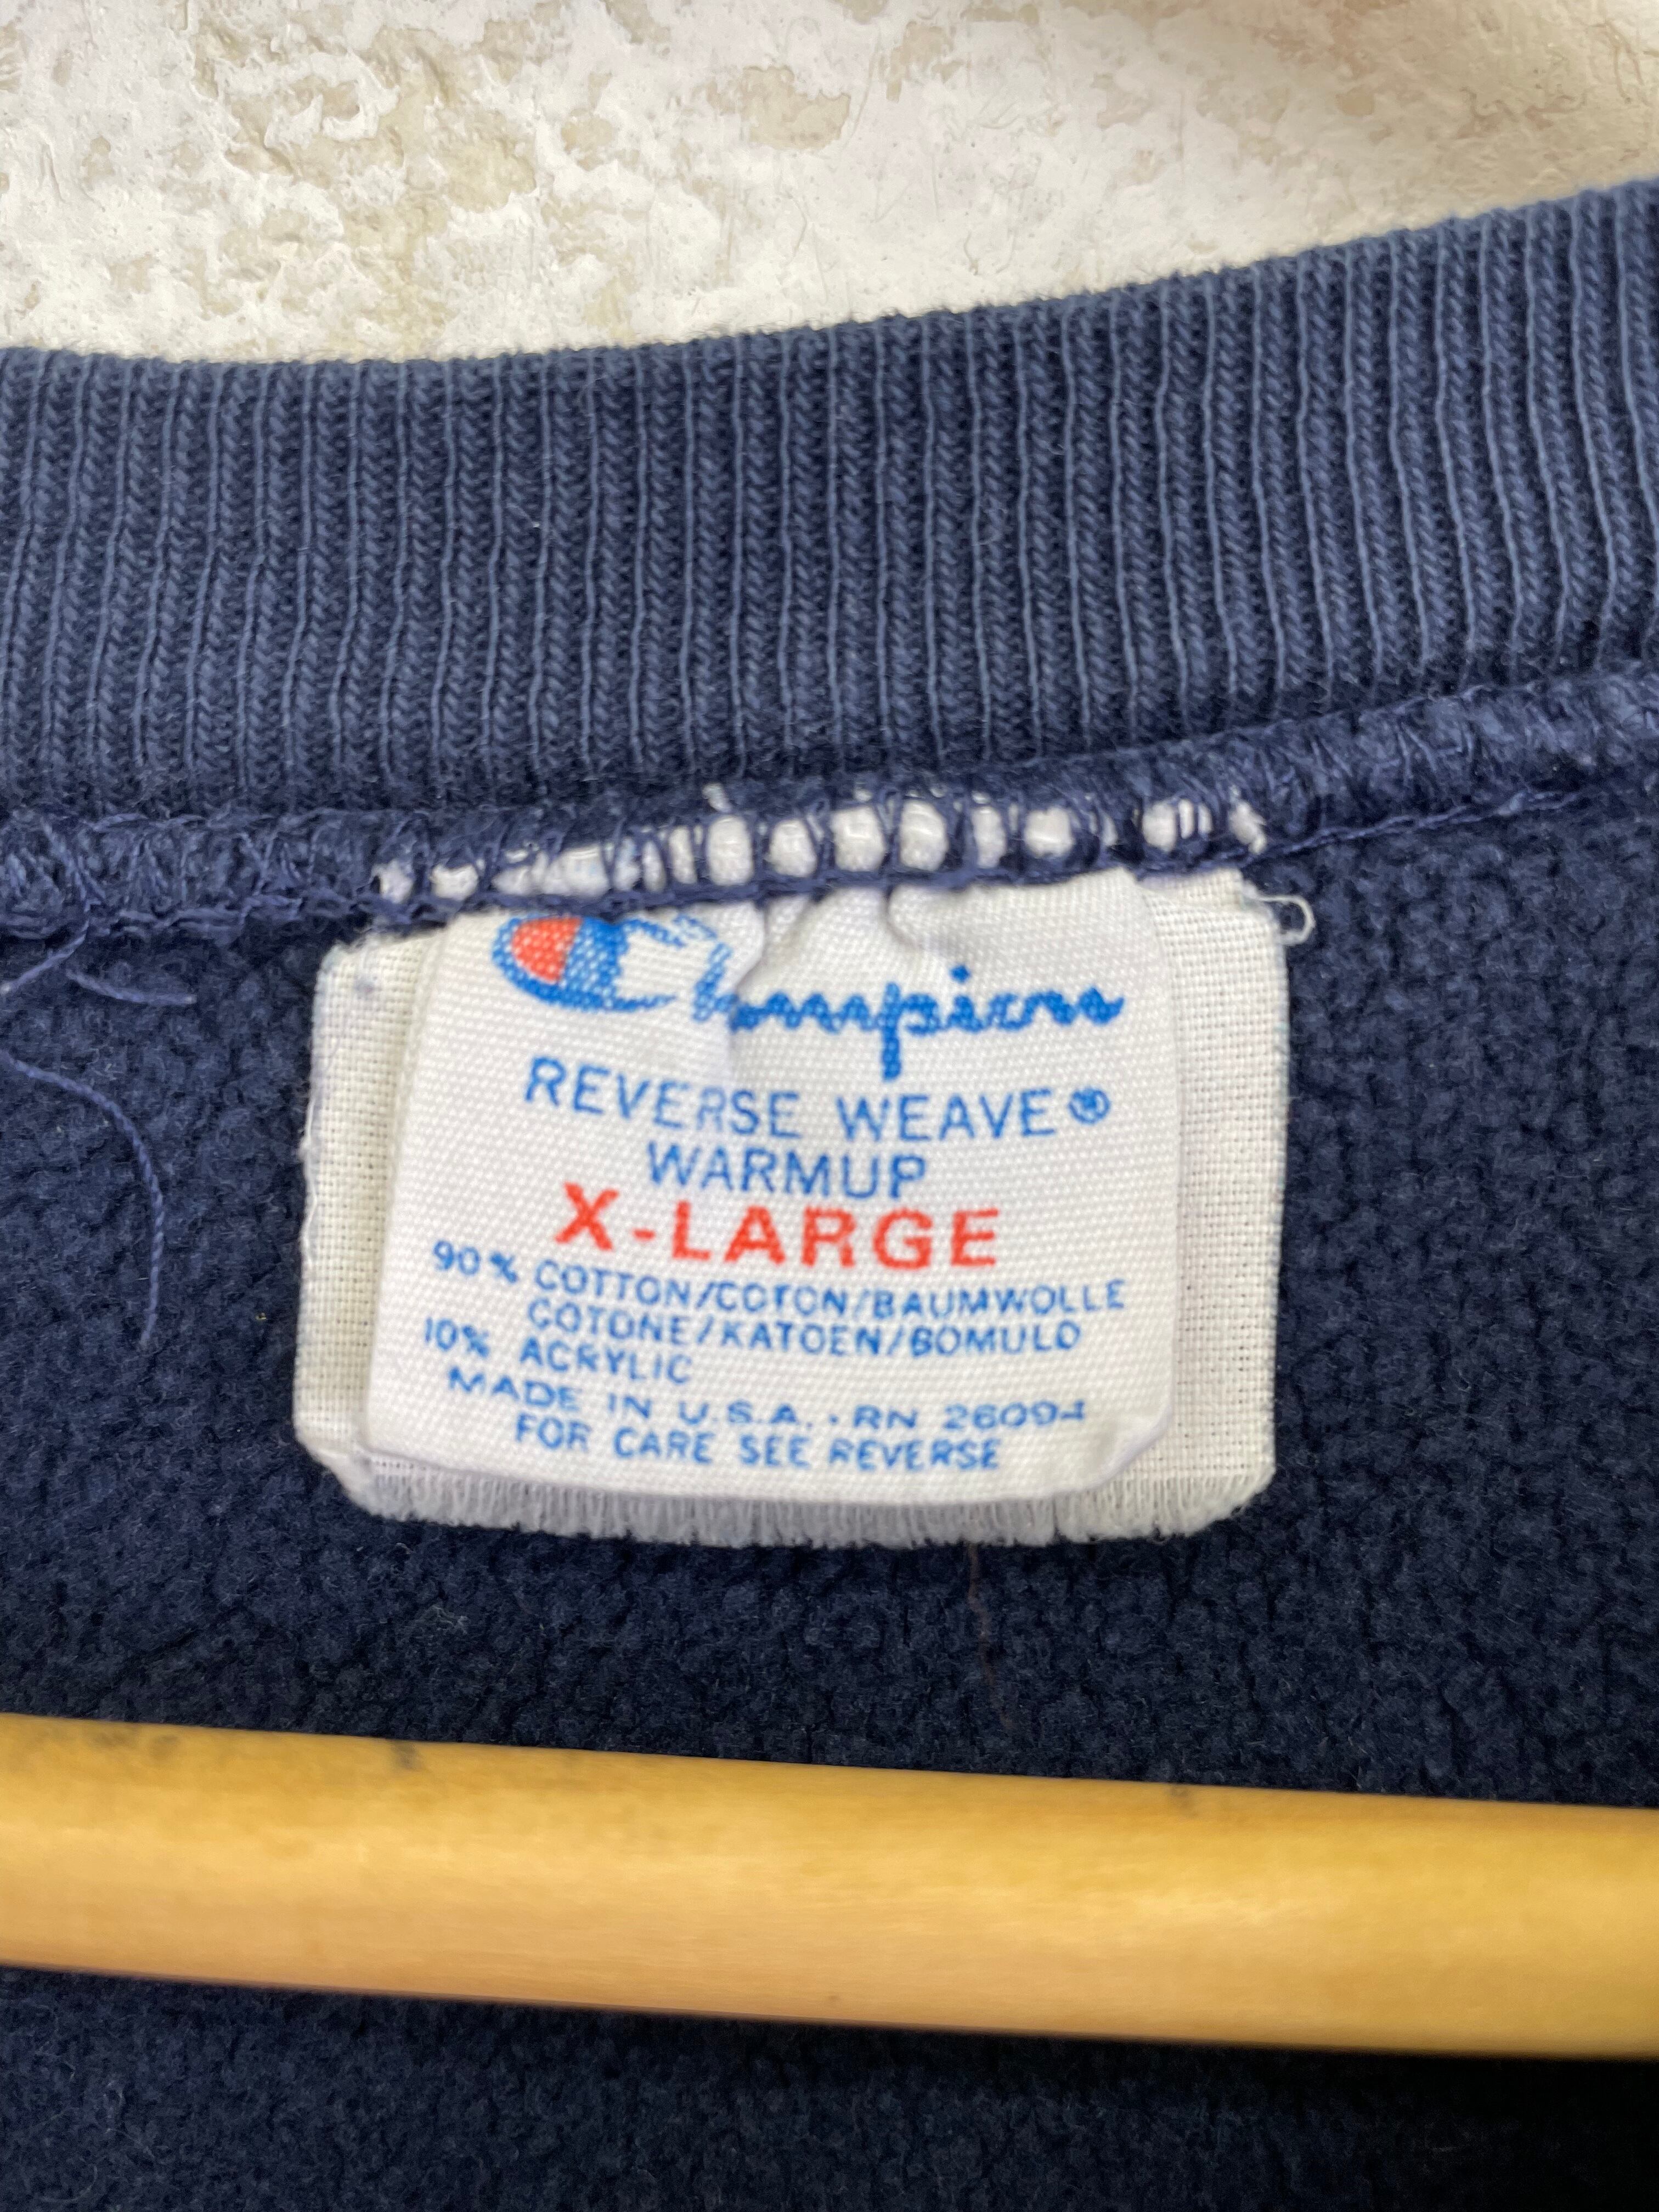 Champion
REVERSE WEAVE®
WARMUP
X-LARGE
90% COTTON/COTON/BAUMWOLLE
COTONE/KATOEN/BOMULD
10% ACRYLIC
MADE IN U.S.A. · RN 26094
FOR CARE SEE REVERSE